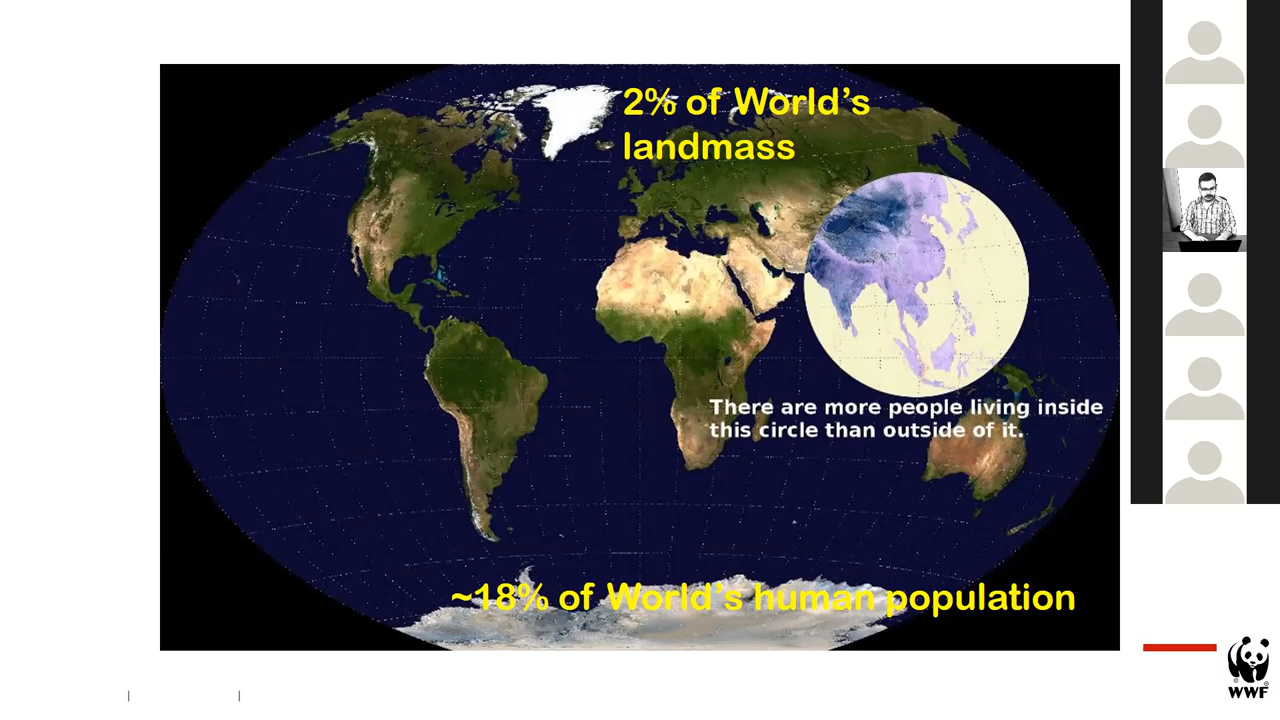 2% of World's
landmass
There are more people living inside
this circle than outside of it.
~18% of World's human population
WWF